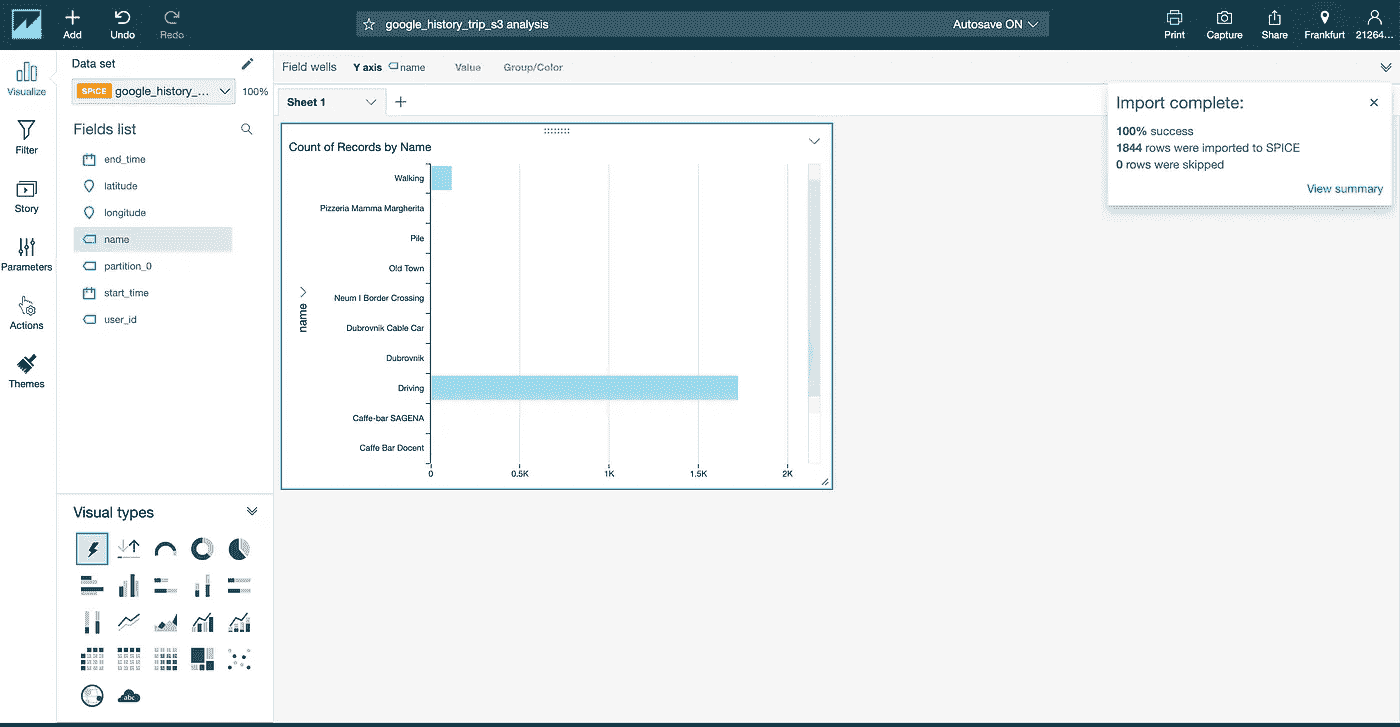 Add
Undo
Redo
google_history_trip_s3 analysis
Autosave ON
Print
Capture
Share
Frankfurt
21264...
Visualize
Filter
Story
Parameters
Actions
Themes
Data set
SPICE google_history_... 100%
Fields list
end_time
latitude
longitude
name
partition_0
start_time
user_id
Visual types
abc
Field wells Y axis name Value Group/Color
Sheet 1
Count of Records by Name
name
Walking
Pizzeria Mamma Margherita
Pile
Old Town
Neum I Border Crossing
Dubrovnik Cable Car
Dubrovnik
Driving
Caffe-bar SAGENA
Caffe Bar Docent
0 0.5K 1K 1.5K 2K
Import complete:
100% success
1844 rows were imported to SPICE
0 rows were skipped
View summary